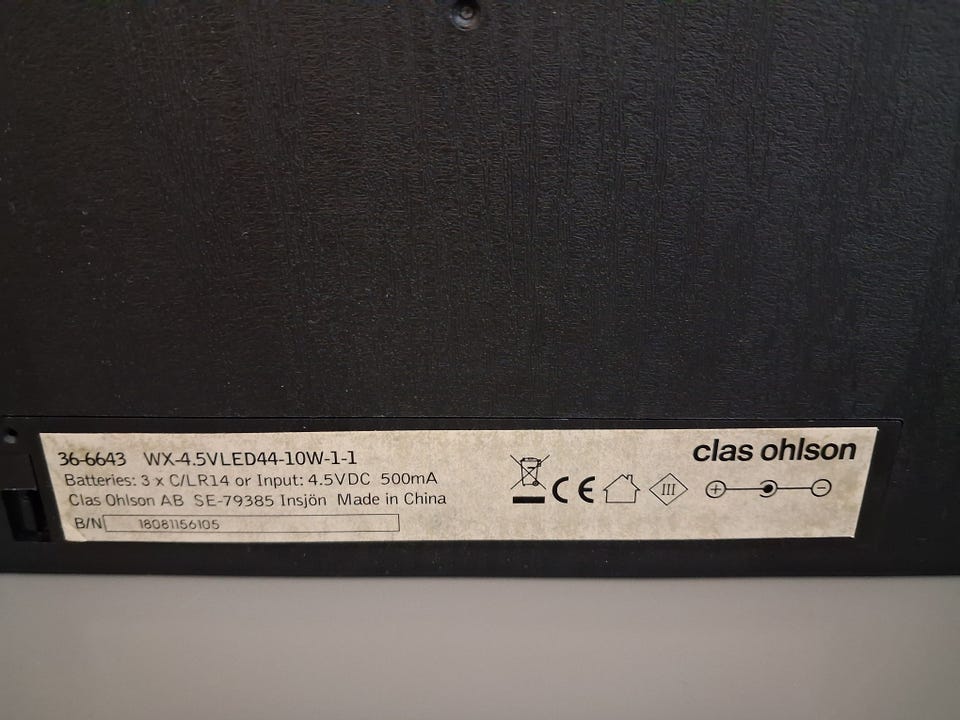 clas ohlson
36-6643 WX-4.5VLED44-10W-1-1
Batteries: 3 x C/LR14 or Input: 4.5VDC 500mA
Clas Ohlson AB SE-79385 Insjön Made in China
B/N 18081156105
CE
III